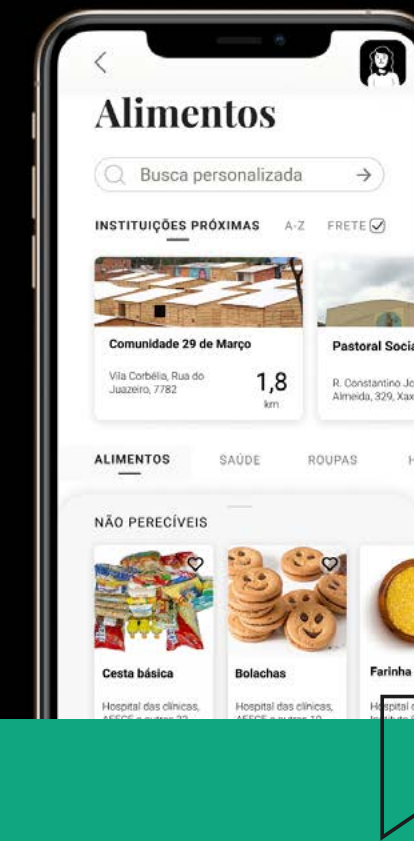 Alimentos
Busca personalizada
INSTITUIÇÕES PRÓXIMAS A-Z FRETE
Comunidade 29 de Março
Vila Corbélia, Rua do
Juazeiro, 7782
1,8
km
Pastoral Socia
R. Constantino Jo
Almeida, 329, Xax
ALIMENTOS SAÚDE ROUPAS H
NÃO PERECÍVEIS
Cesta básica
Hospital das clínicas,
Bolachas
Hospital das clínicas,
Farinha